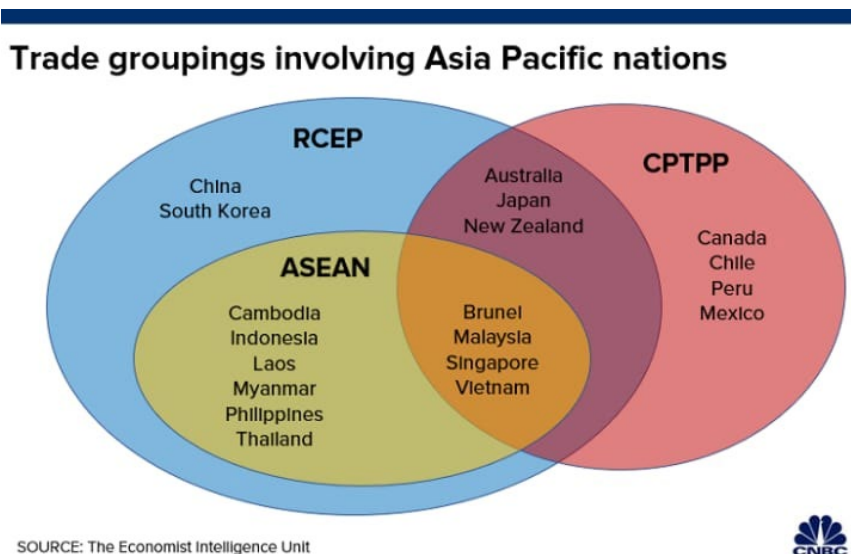 Trade groupings involving Asia Pacific nations
RCEP
China
South Korea
Australia
Japan
New Zealand
CPTPP
Canada
Chile
Peru
Mexico
ASEAN
Cambodia
Indonesia
Laos
Myanmar
Philippines
Thailand
Brunei
Malaysia
Singapore
Vietnam
SOURCE: The Economist Intelligence Unit
CNBC